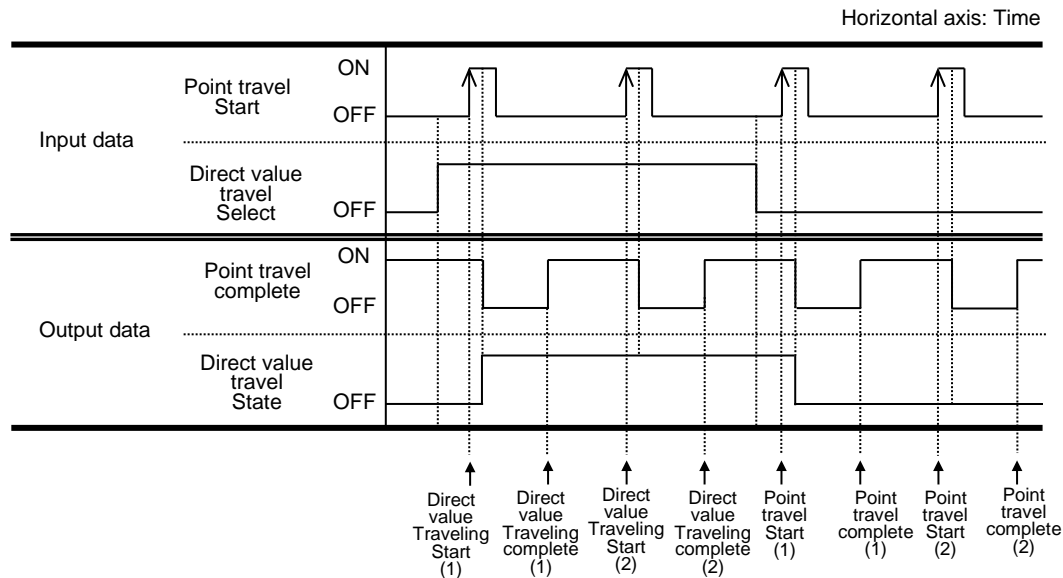 Horizontal axis: Time
Input data
Point travel
Start
ON
OFF
Direct value
travel
Select
OFF
Output data
Point travel
complete
ON
OFF
Direct value
travel
State
OFF
Direct
value
Traveling
Start
(1)
Direct
value
Traveling
complete
(1)
Direct
value
Traveling
Start
(2)
Direct
value
Traveling
complete
(2)
Point
travel
Start
(1)
Point
travel
complete
(1)
Point
travel
Start
(2)
Point
travel
complete
(2)